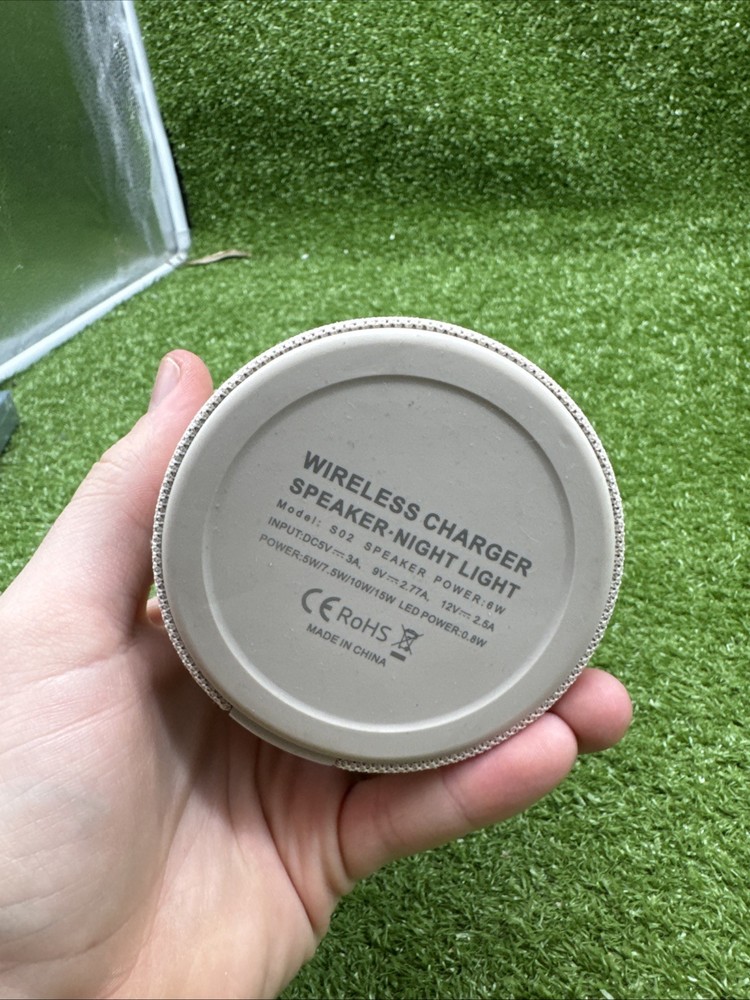 WIRELESS CHARGER
SPEAKER·NIGHT LIGHT
Model: S02 SPEAKER POWER:6W
INPUT:DC5V⎓3A, 9V⎓2.77A, 12V⎓2.5A
POWER:5W/7.5W/10W/15W LED POWER:0.8W
CE RoHS
MADE IN CHINA